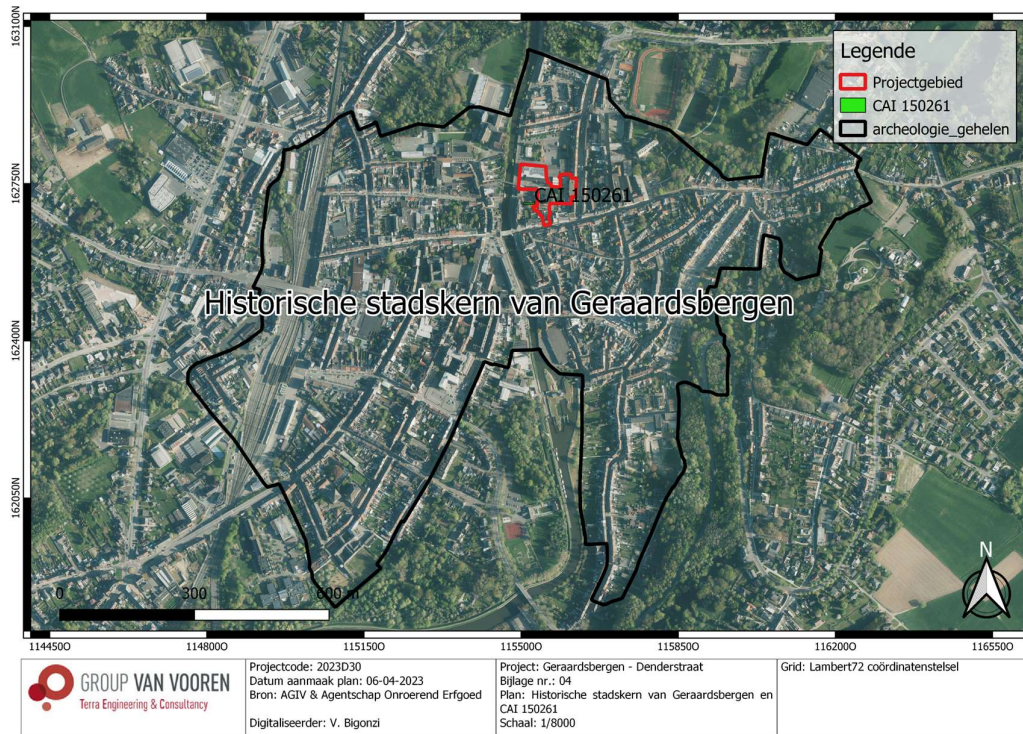 163100N
162750N
162400N
162050N
Legende
Projectgebied
CAI 150261
archeologie_gehelen
CAI 150261
Historische stadskern van Geraardsbergen
N
0 300 600 m
1144500 1148000 1151500 1155000 1158500 1162000 1165500
GROUP VAN VOOREN
Terra Engineering & Consultancy
Projectcode: 2023D30
Datum aanmaak plan: 06-04-2023
Bron: AGIV & Agentschap Onroerend Erfgoed
Digitaliseerder: V. Bigonzi
Project: Geraardsbergen - Denderstraat
Bijlage nr.: 04
Plan: Historische stadskern van Geraardsbergen en
CAI 150261
Schaal: 1/8000
Grid: Lambert72 coördinatenstelsel